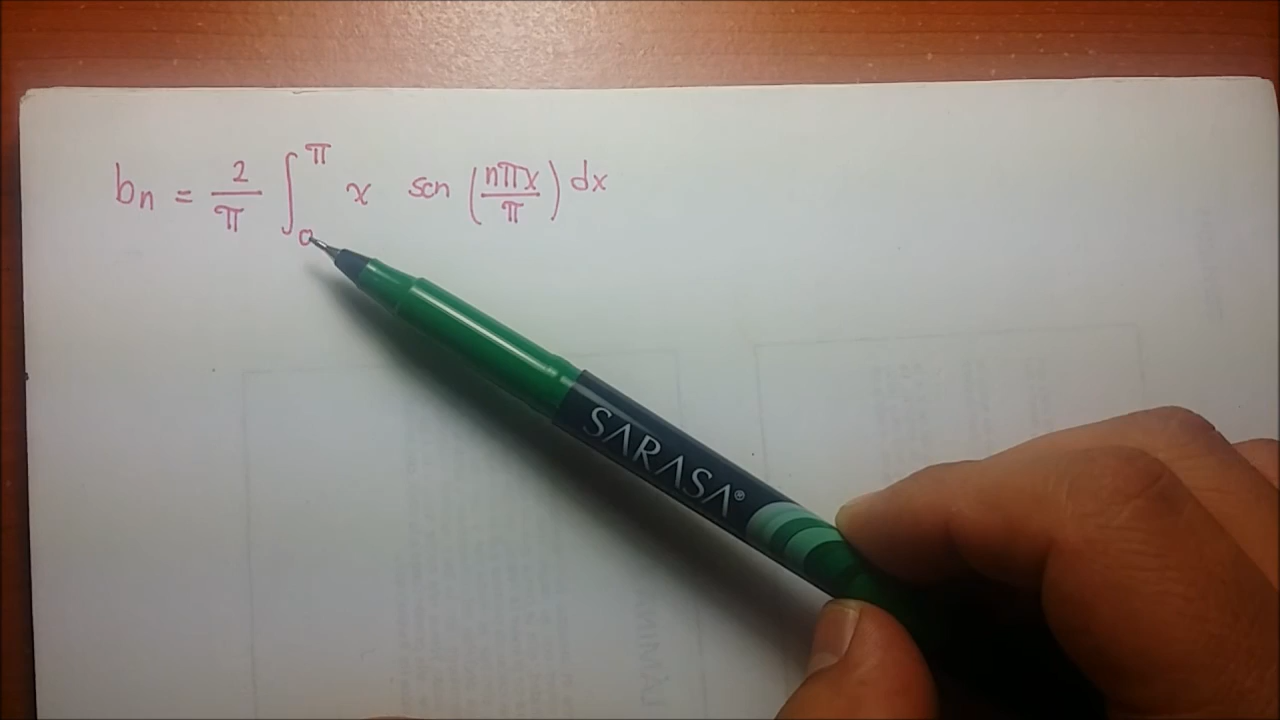 bn = 2/π ∫₀^π x sen (nπx/π) dx
SARASA®